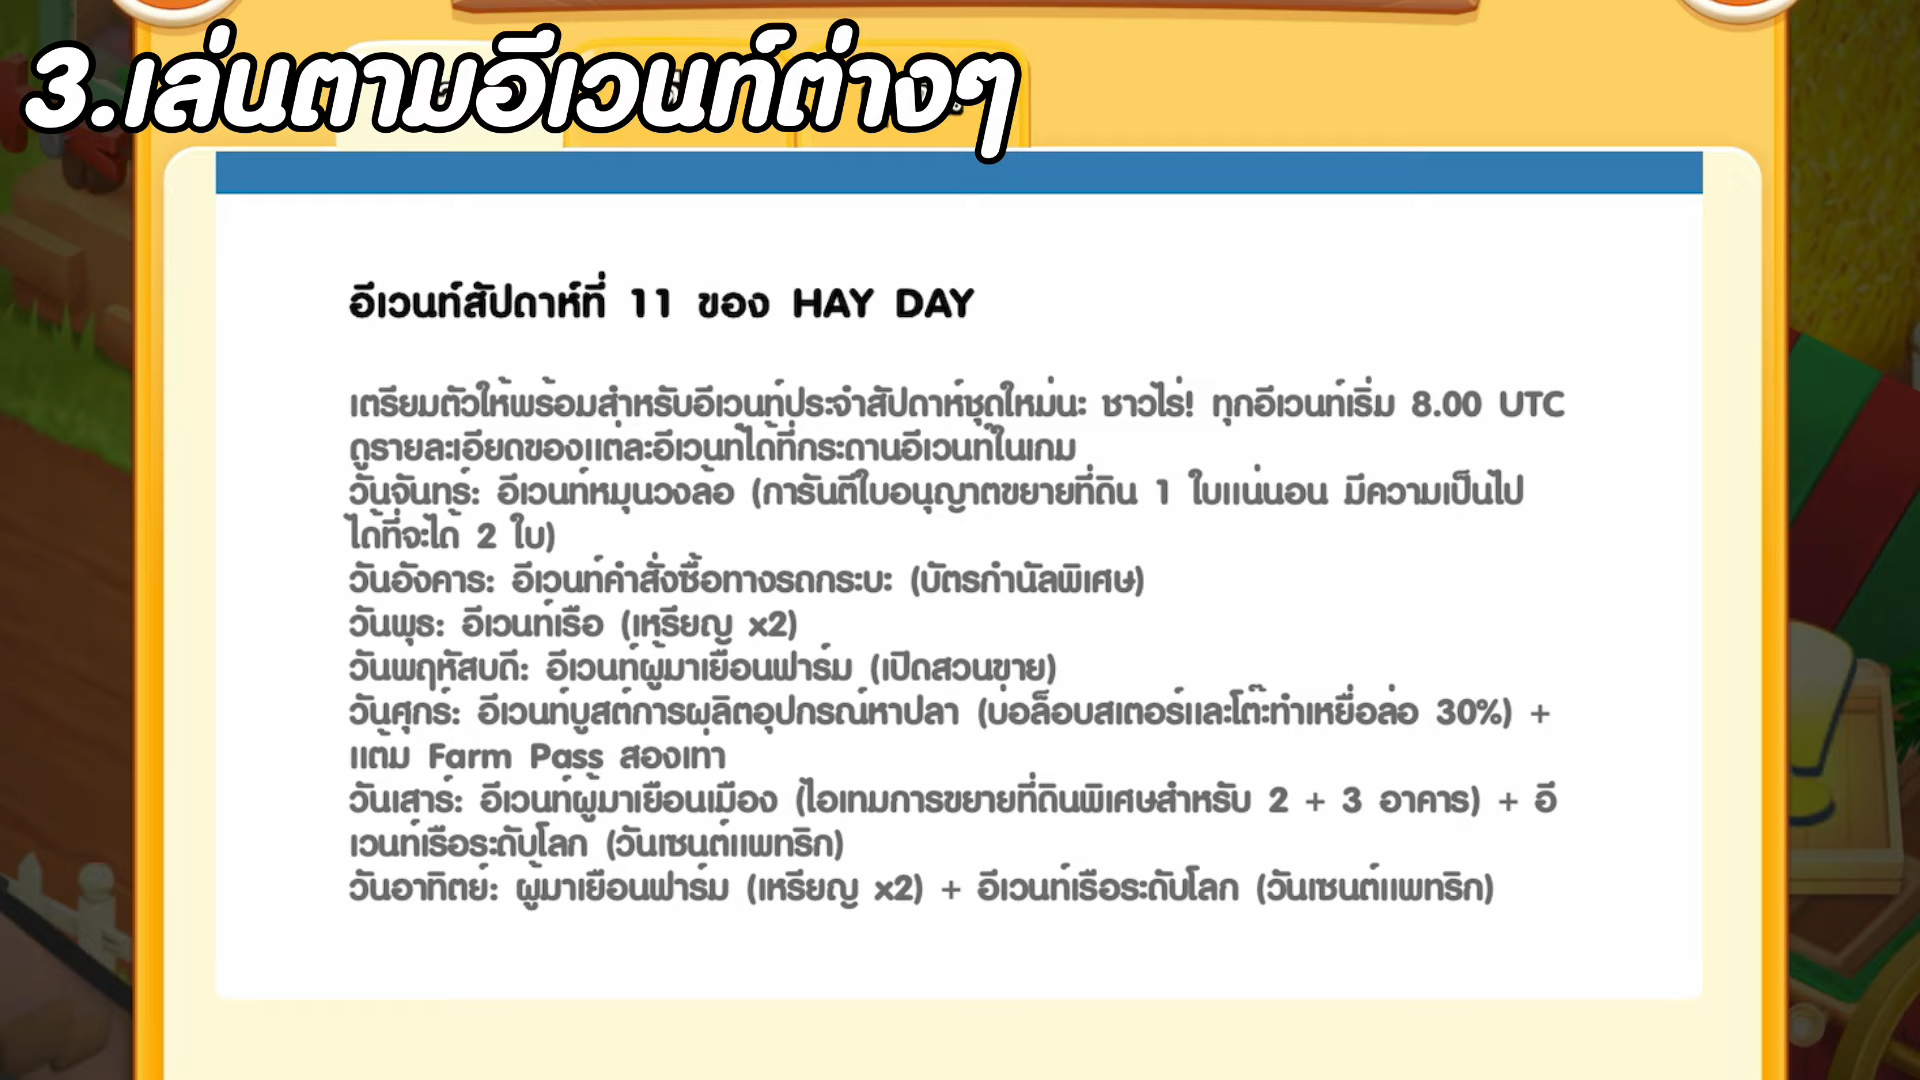 3.เล่นตามอีเวนท์ต่างๆ
อีเวนท์สัปดาห์ที่ 11 ของ HAY DAY
เตรียมตัวให้พร้อมสำหรับอีเวนท์ประจำสัปดาห์ชุดใหม่นะ ชาวไร่! ทุกอีเวนท์เริ่ม 8.00 UTC
ดูรายละเอียดของแต่ละอีเวนท์ได้ที่กระดานอีเวนท์ในเกม
วันจันทร์: อีเวนท์หมุนวงล้อ (การันตีใบอนุญาตขยายที่ดิน 1 ใบแน่นอน มีความเป็นไป
ได้ที่จะได้ 2 ใบ)
วันอังคาร: อีเวนท์คำสั่งซื้อทางรถกระบะ (บัตรกำนัลพิเศษ)
วันพุธ: อีเวนท์เรือ (เหรียญ x2)
วันพฤหัสบดี: อีเวนท์ผู้มาเยือนฟาร์ม (เปิดสวนขาย)
วันศุกร์: อีเวนท์บูสต์การผลิตอุปกรณ์หาปลา (บ่อล็อบสเตอร์และโต๊ะทำเหยื่อล่อ 30%) +
แต้ม Farm Pass สองเท่า
วันเสาร์: อีเวนท์ผู้มาเยือนเมือง (ไอเทมการขยายที่ดินพิเศษสำหรับ 2 + 3 อาคาร) + อี
เวนท์เรือระดับโลก (วันเซนต์แพทริก)
วันอาทิตย์: ผู้มาเยือนฟาร์ม (เหรียญ x2) + อีเวนท์เรือระดับโลก (วันเซนต์แพทริก)